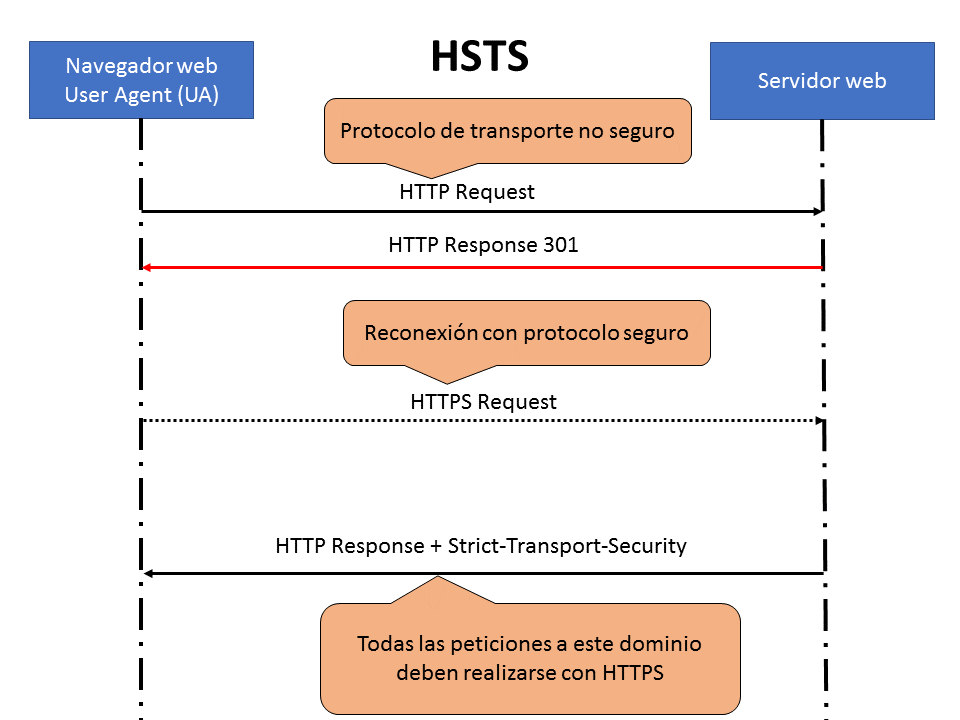 HSTS
Navegador web
User Agent (UA)
Servidor web
Protocolo de transporte no seguro
HTTP Request
HTTP Response 301
Reconexión con protocolo seguro
HTTPS Request
HTTP Response + Strict-Transport-Security
Todas las peticiones a este dominio
deben realizarse con HTTPS